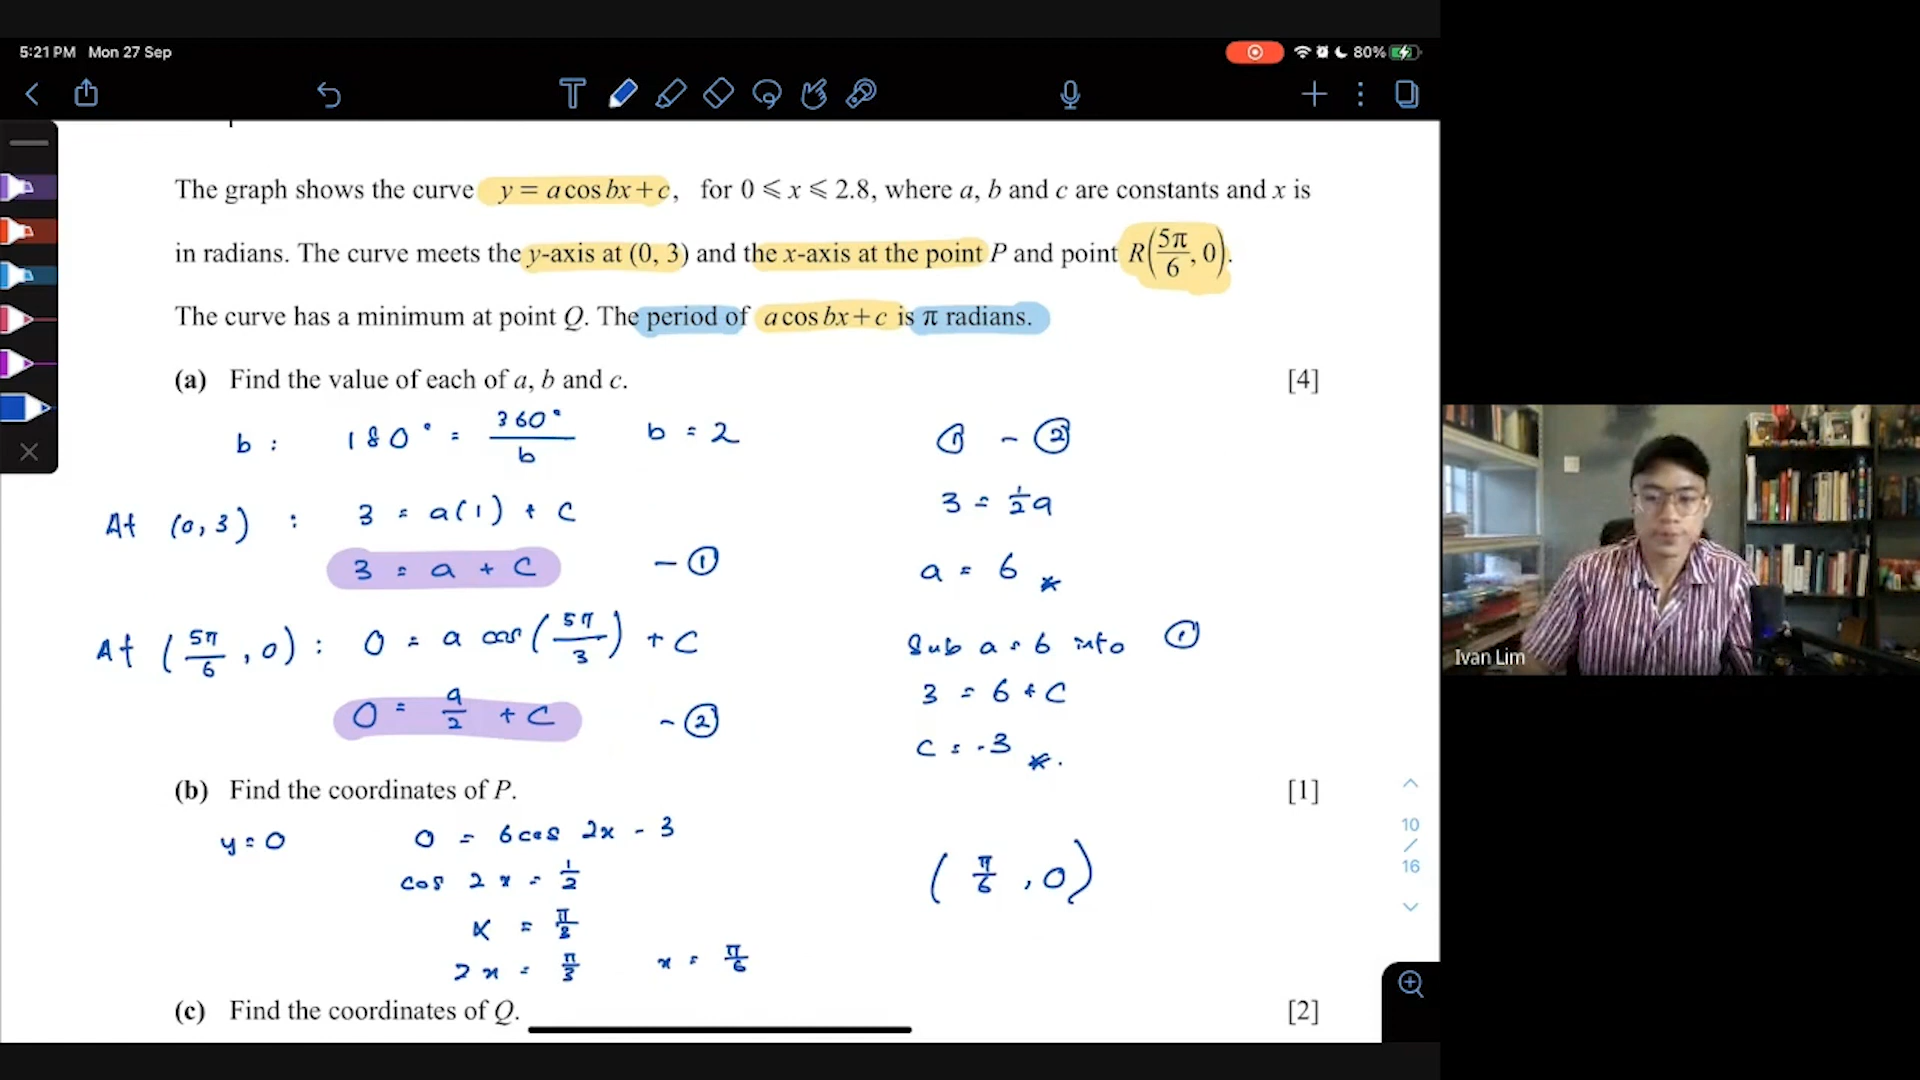 5:21 PM Mon 27 Sep
80%
The graph shows the curve y = a cos bx + c, for 0 ⩽ x ⩽ 2.8, where a, b and c are constants and x is
in radians. The curve meets the y-axis at (0, 3) and the x-axis at the point P and point R(5π/6, 0).
The curve has a minimum at point Q. The period of a cos bx + c is π radians.
(a) Find the value of each of a, b and c. [4]
b : 180° = 360°/b b = 2
At (0,3) : 3 = a(1) + c
3 = a + c — ①
At (5π/6, 0) : 0 = a cos(5π/3) + c
0 = a/2 + c — ②
① - ②
3 = 1/2 a
a = 6 *
Sub a = 6 into ①
3 = 6 + c
c = -3 *.
(b) Find the coordinates of P. [1]
y = 0 0 = 6cos 2x - 3
cos 2x = 1/2
α = π/3
2x = π/3 x = π/6
(π/6, 0)
(c) Find the coordinates of Q. [2]
10
/
16
Ivan Lim